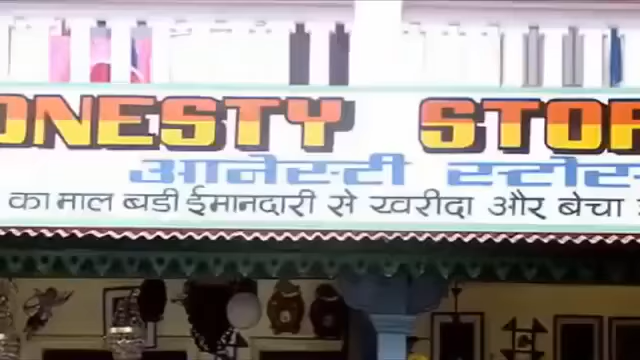 ONESTY STOR
आनेस्टी स्टोर्स
का माल बडी ईमानदारी से खरीदा और बेचा